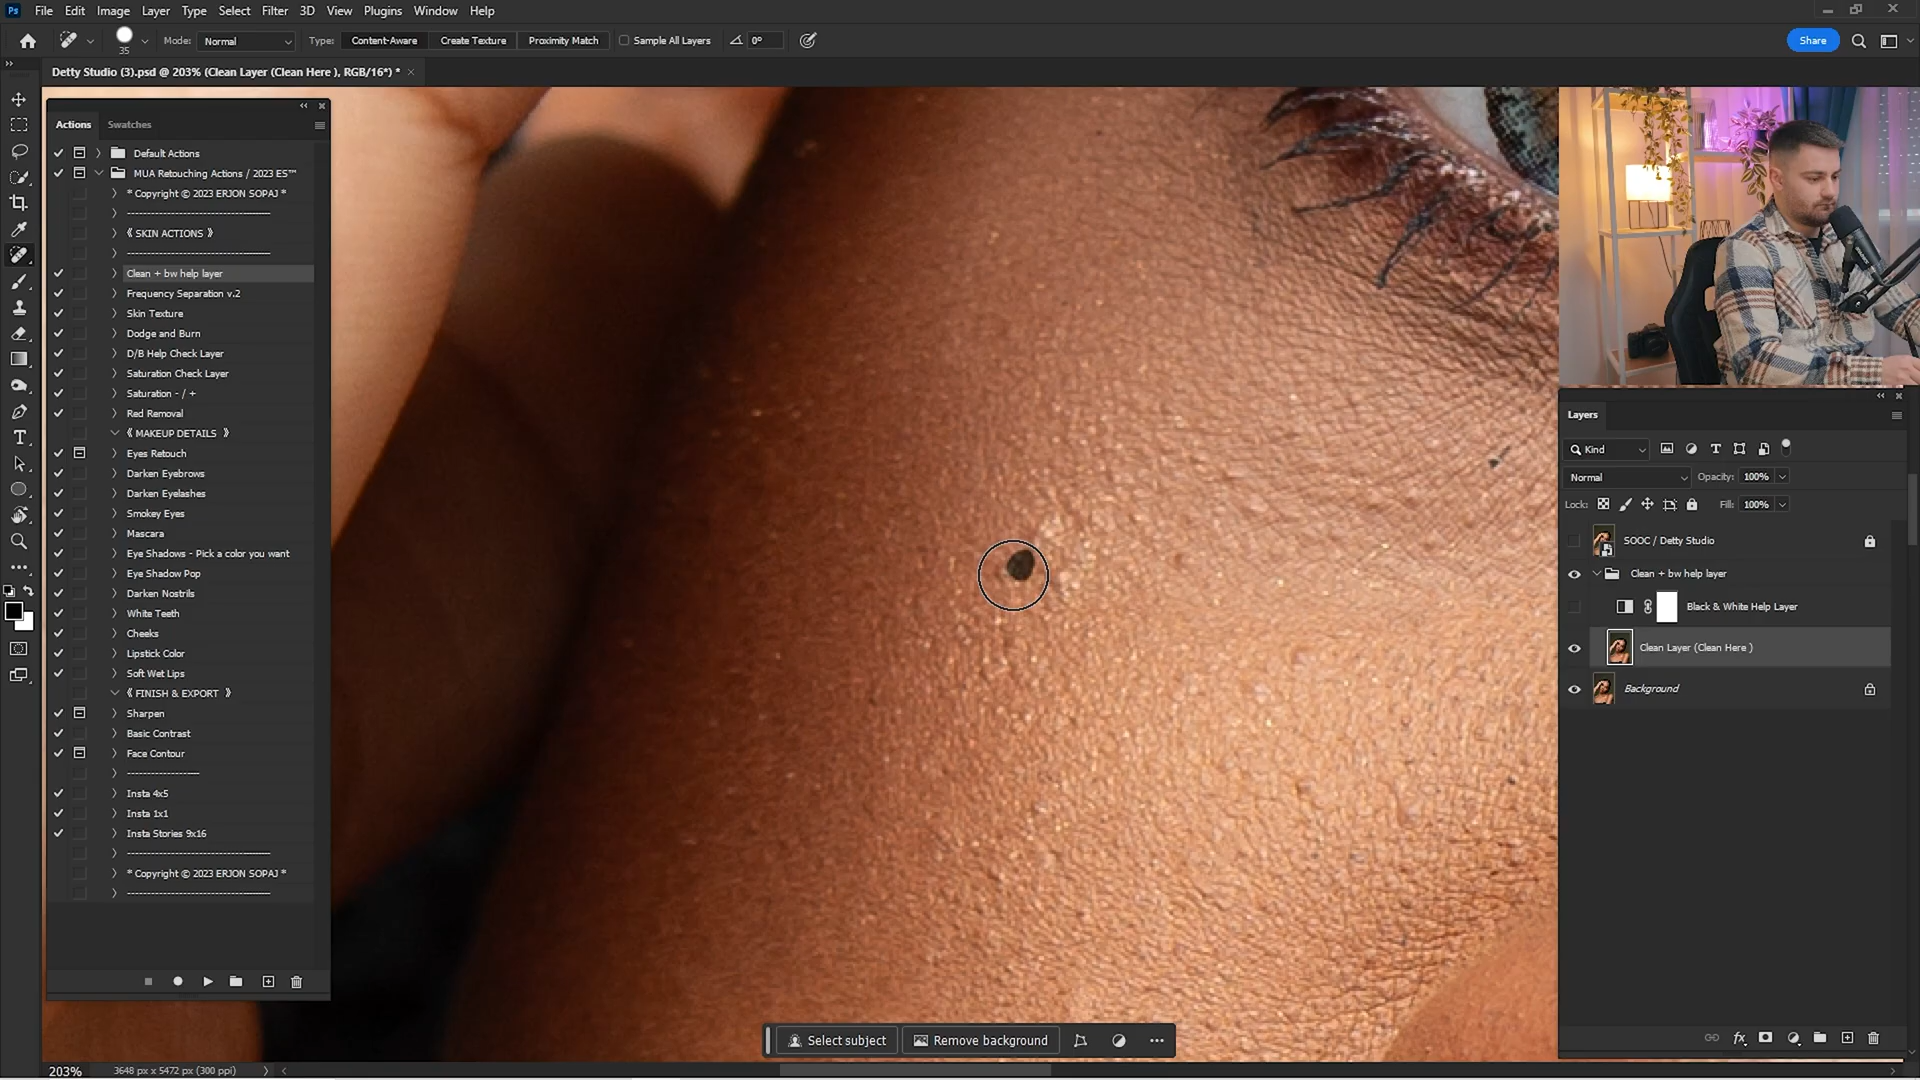 Ps File Edit Image Layer Type Select Filter 3D View Plugins Window Help
35 Mode: Normal Type: Content-Aware Create Texture Proximity Match Sample All Layers 0° Share
Detty Studio (3).psd @ 203% (Clean Layer (Clean Here ), RGB/16*) *
Actions Swatches
Default Actions
MUA Retouching Actions / 2023 ES™
* Copyright © 2023 ERJON SOPAJ *
----------------------------------------
《 SKIN ACTIONS 》
----------------------------------------
Clean + bw help layer
Frequency Separation v.2
Skin Texture
Dodge and Burn
D/B Help Check Layer
Saturation Check Layer
Saturation - / +
Red Removal
《 MAKEUP DETAILS 》
Eyes Retouch
Darken Eyebrows
Darken Eyelashes
Smokey Eyes
Mascara
Eye Shadows - Pick a color you want
Eye Shadow Pop
Darken Nostrils
White Teeth
Cheeks
Lipstick Color
Soft Wet Lips
《 FINISH & EXPORT 》
Sharpen
Basic Contrast
Face Contour
-------------------
Insta 4x5
Insta 1x1
Insta Stories 9x16
----------------------------------------
* Copyright © 2023 ERJON SOPAJ *
----------------------------------------
Layers
Kind
Normal Opacity: 100%
Lock: Fill: 100%
SOOC / Detty Studio
Clean + bw help layer
Black & White Help Layer
Clean Layer (Clean Here )
Background
Select subject Remove background
203% 3648 px x 5472 px (300 ppi)